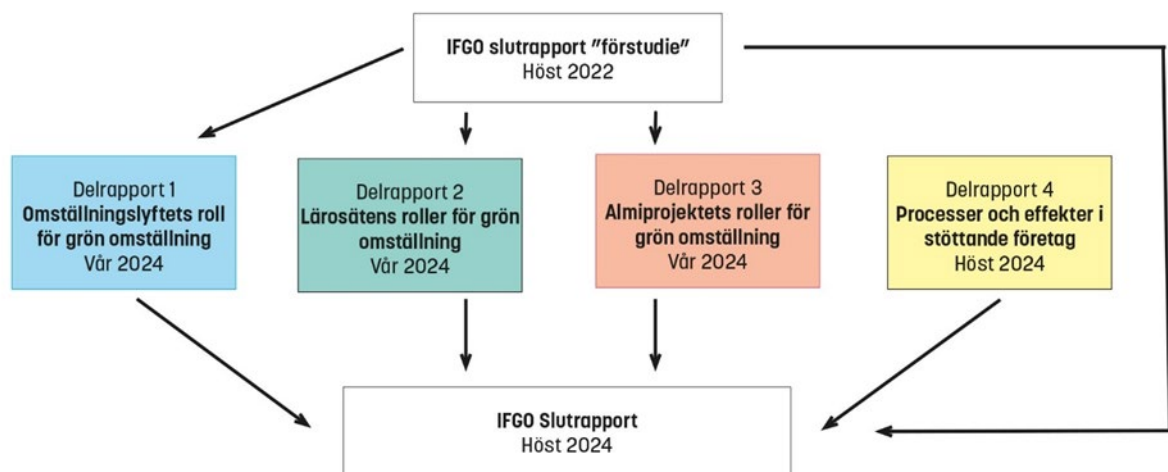 IFGO slutrapport ”förstudie”
Höst 2022
Delrapport 1
Omställningslyftets roll
för grön omställning
Vår 2024
Delrapport 2
Lärosätens roller för grön
omställning
Vår 2024
Delrapport 3
Almiprojektets roller för
grön omställning
Vår 2024
Delrapport 4
Processer och effekter i
stöttande företag
Höst 2024
IFGO Slutrapport
Höst 2024